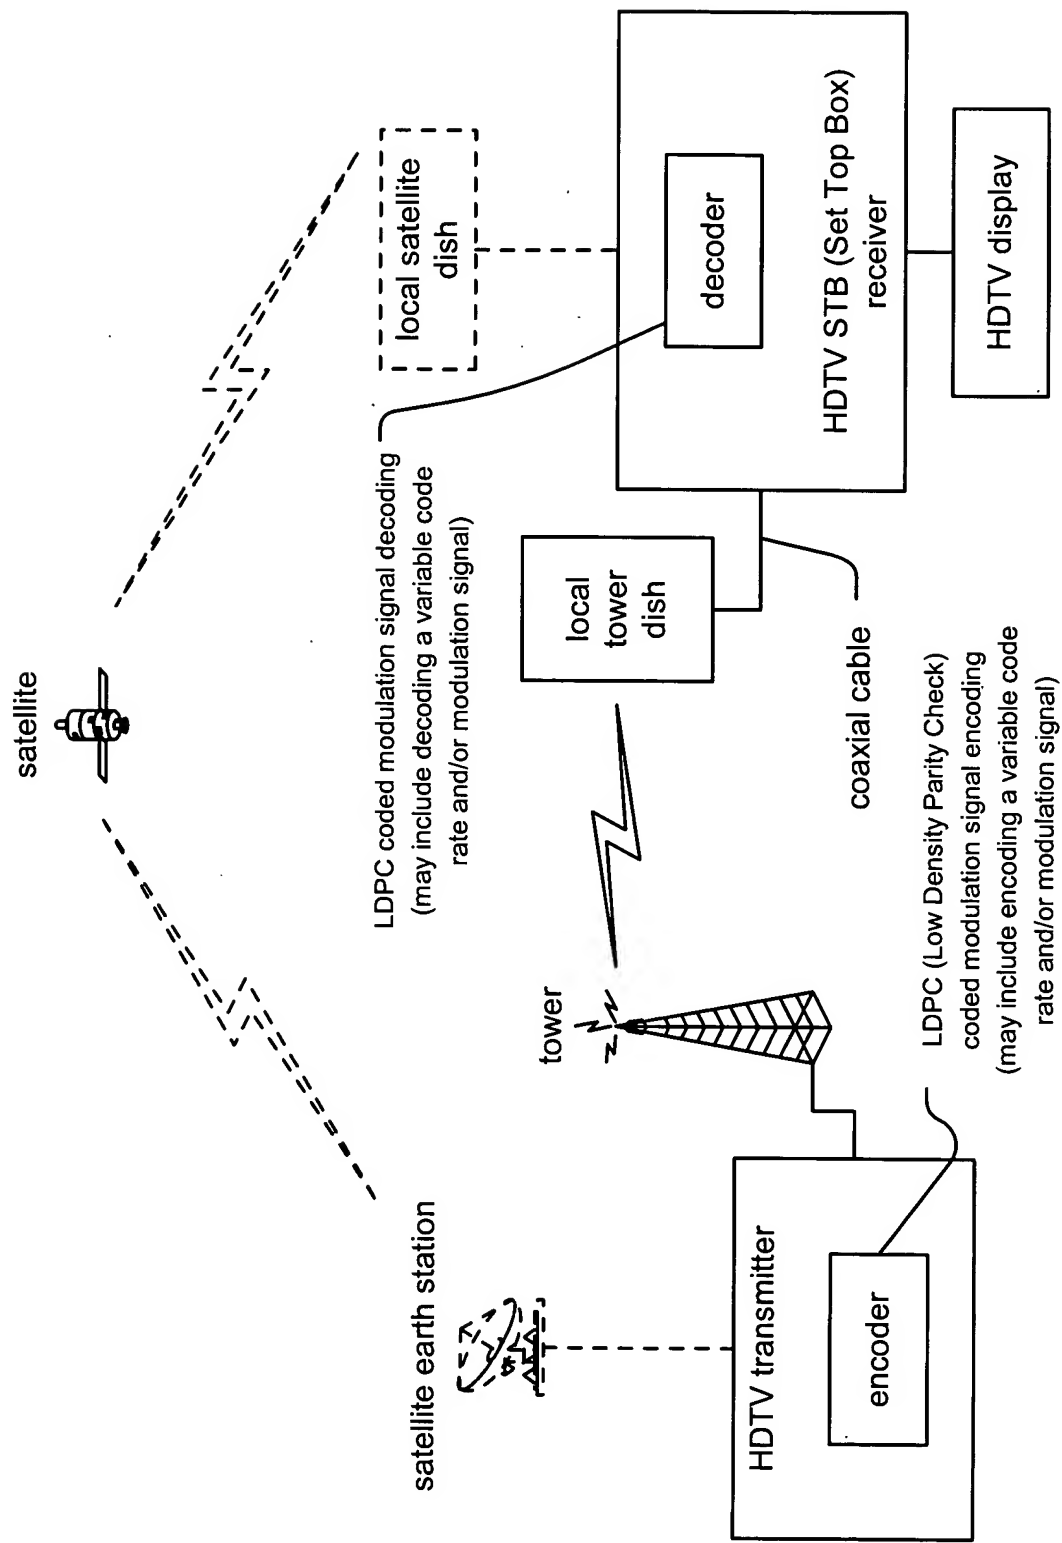 satellite
satellite earth station
local satellite
dish
LDPC coded modulation signal decoding
(may include decoding a variable code
rate and/or modulation signal)
tower
local
tower
dish
decoder
HDTV STB (Set Top Box)
receiver
HDTV transmitter
encoder
coaxial cable
LDPC (Low Density Parity Check)
coded modulation signal encoding
(may include encoding a variable code
rate and/or modulation signal)
HDTV display